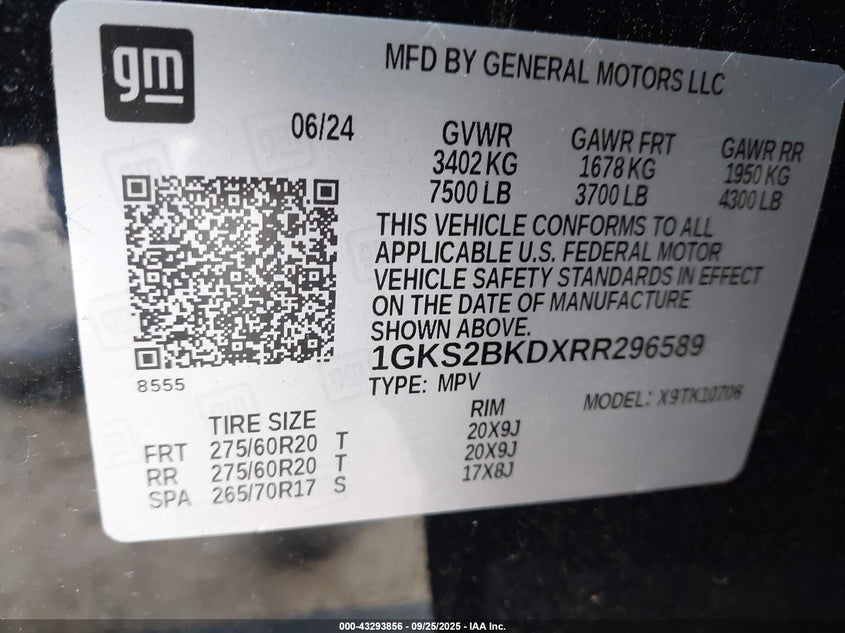 gm
MFD BY GENERAL MOTORS LLC
06/24
GVWR GAWR FRT GAWR RR
3402 KG 1678 KG 1950 KG
7500 LB 3700 LB 4300 LB
THIS VEHICLE CONFORMS TO ALL
APPLICABLE U.S. FEDERAL MOTOR
VEHICLE SAFETY STANDARDS IN EFFECT
ON THE DATE OF MANUFACTURE
SHOWN ABOVE.
1GKS2BKDXRR296589
8555
TYPE: MPV MODEL: X9TK10706
TIRE SIZE RIM
FRT 275/60R20 T 20X9J
RR 275/60R20 T 20X9J
SPA 265/70R17 S 17X8J
000-43293856 - 09/25/2025 - IAA Inc.